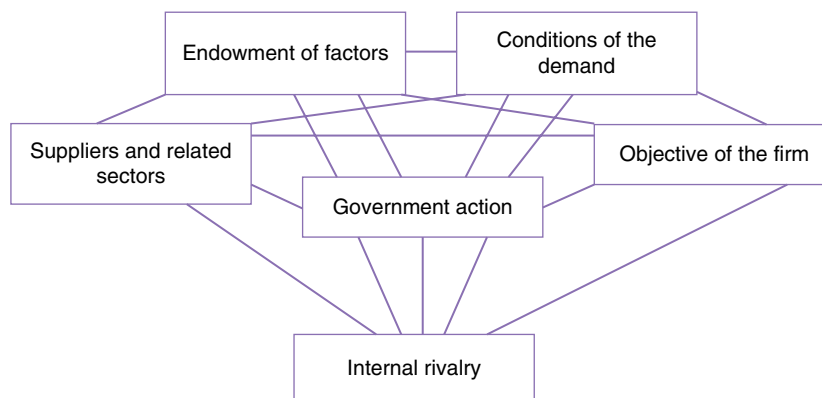 Endowment of factors
Conditions of the
demand
Suppliers and related
sectors
Objective of the firm
Government action
Internal rivalry